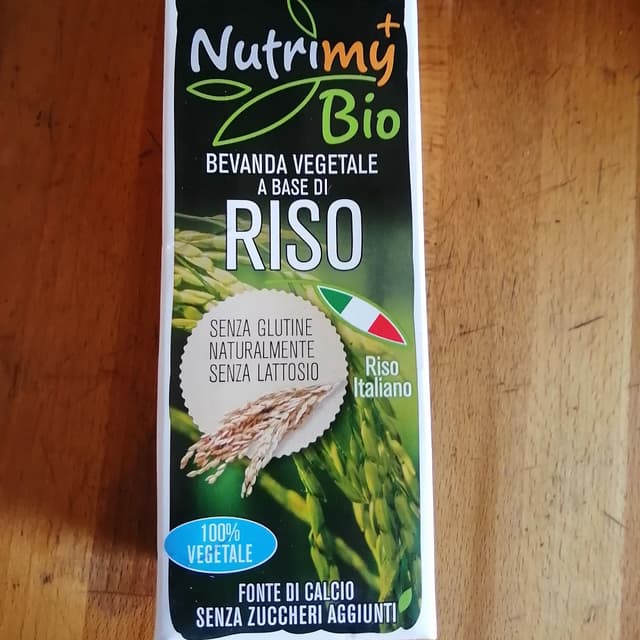 Nutrimy+
Bio
BEVANDA VEGETALE
A BASE DI
RISO
SENZA GLUTINE
NATURALMENTE
SENZA LATTOSIO
Riso
Italiano
100%
VEGETALE
FONTE DI CALCIO
SENZA ZUCCHERI AGGIUNTI